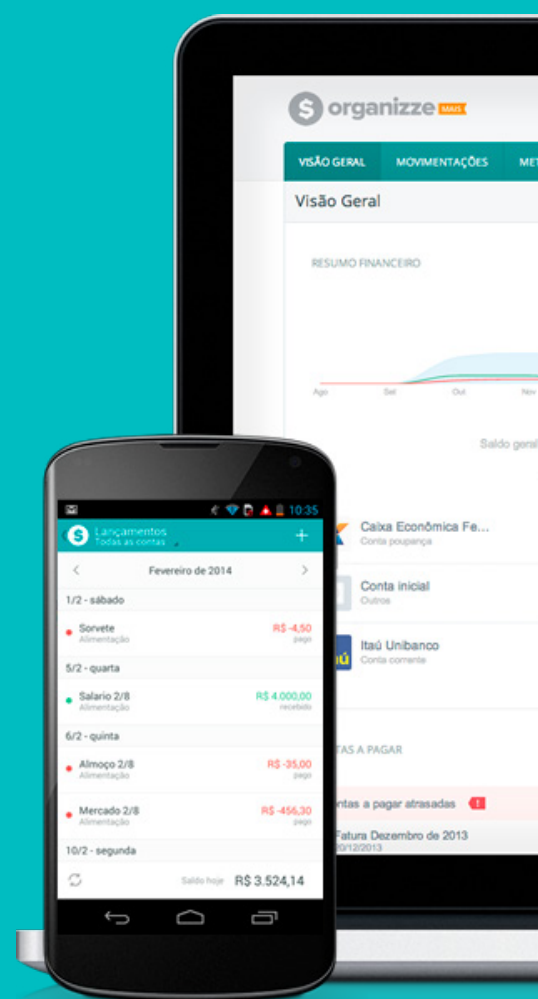 organizze MAIS
VISÃO GERAL MOVIMENTAÇÕES MET
Visão Geral
RESUMO FINANCEIRO
Ago Set Out Nov
Saldo geral
Caixa Econômica Fe...
Conta poupança
Conta inicial
Outros
Itaú Unibanco
ú
Conta corrente
TAS A PAGAR
ntas a pagar atrasadas
Fatura Dezembro de 2013
20/12/2013
10:35
Lançamentos
Todas as contas
Fevereiro de 2014
1/2 - sábado
Sorvete R$ -4,50
Alimentação pago
5/2 - quarta
Salario 2/8 R$ 4.000,00
Alimentação recebido
6/2 - quinta
Almoço 2/8 R$ -35,00
Alimentação pago
Mercado 2/8 R$ -456,30
Alimentação pago
10/2 - segunda
Saldo hoje R$ 3.524,14